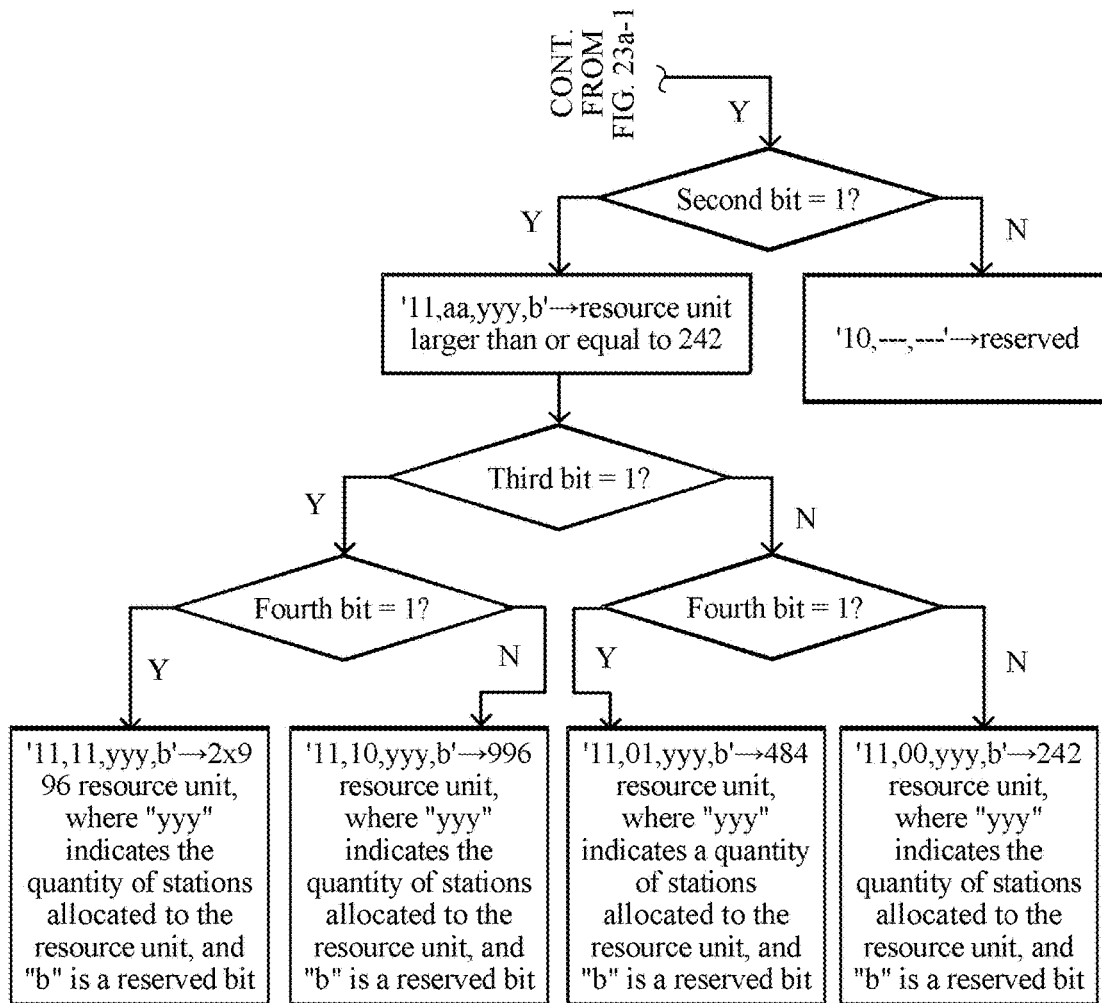 CONT.
FROM
FIG. 23a-1
Y
Second bit = 1?
Y
N
'11,aa,yyy,b'→resource unit
larger than or equal to 242
'10,---,---'→reserved
Third bit = 1?
Y
N
Fourth bit = 1?
Fourth bit = 1?
Y
N
Y
N
'11,11,yyy,b'→2x9
96 resource unit,
where "yyy"
indicates the
quantity of stations
allocated to the
resource unit, and
"b" is a reserved bit
'11,10,yyy,b'→996
resource unit,
where "yyy"
indicates the
quantity of stations
allocated to the
resource unit, and
"b" is a reserved bit
'11,01,yyy,b'→484
resource unit,
where "yyy"
indicates a quantity
of stations
allocated to the
resource unit, and
"b" is a reserved bit
'11,00,yyy,b'→242
resource unit,
where "yyy"
indicates the
quantity of stations
allocated to the
resource unit, and
"b" is a reserved bit